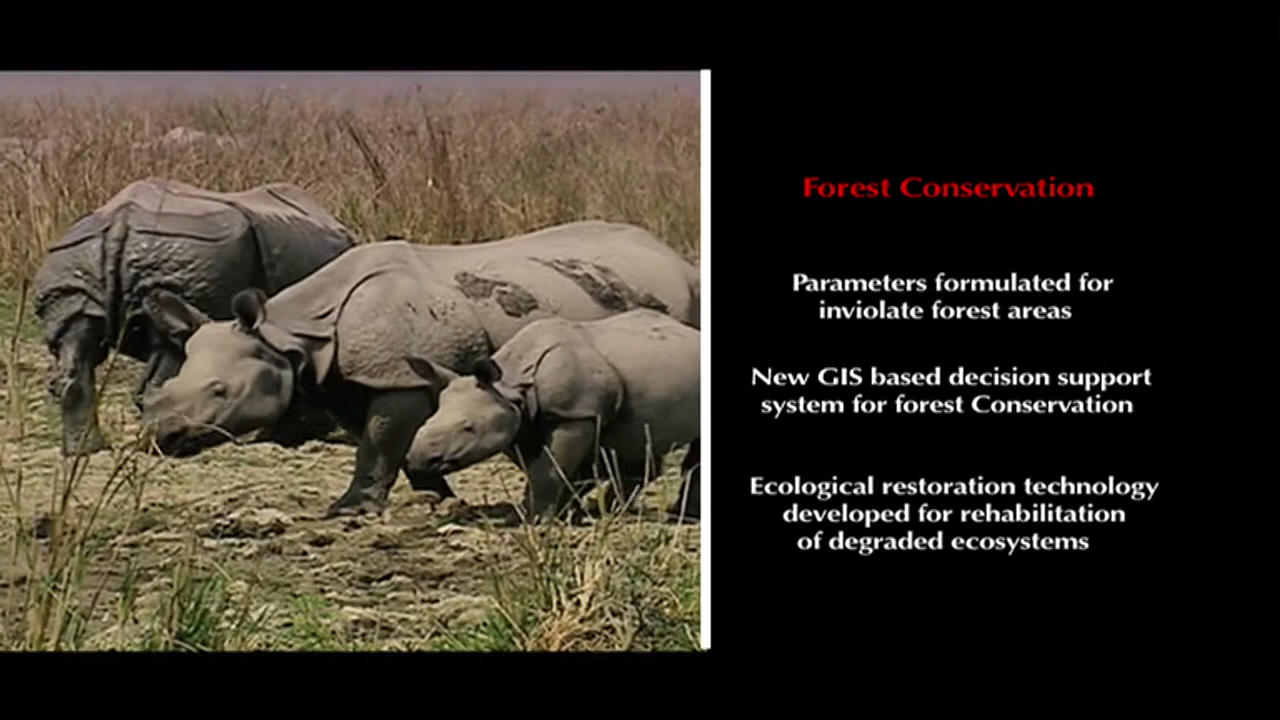 Forest Conservation
Parameters formulated for
inviolate forest areas
New GIS based decision support
system for forest Conservation
Ecological restoration technology
developed for rehabilitation
of degraded ecosystems